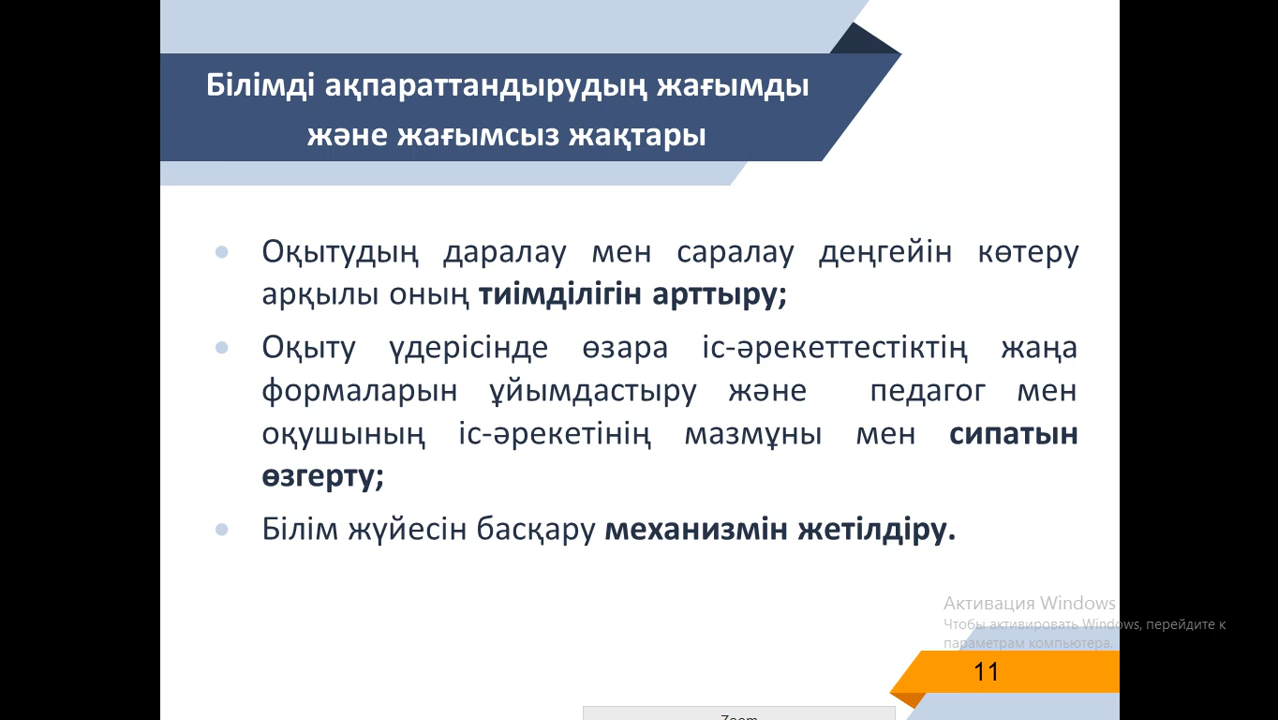 Білімді ақпараттандырудың жағымды
және жағымсыз жақтары
Оқытудың даралау мен саралау деңгейін көтеру
арқылы оның тиімділігін арттыру;
Оқыту үдерісінде өзара іс-әрекеттестіктің жаңа
формаларын ұйымдастыру және педагог мен
оқушының іс-әрекетінің мазмұны мен сипатын
өзгерту;
Білім жүйесін басқару механизмін жетілдіру.
Активация Windows
Чтобы активировать Windows, перейдите к
параметрам компьютера.
11
Zoom